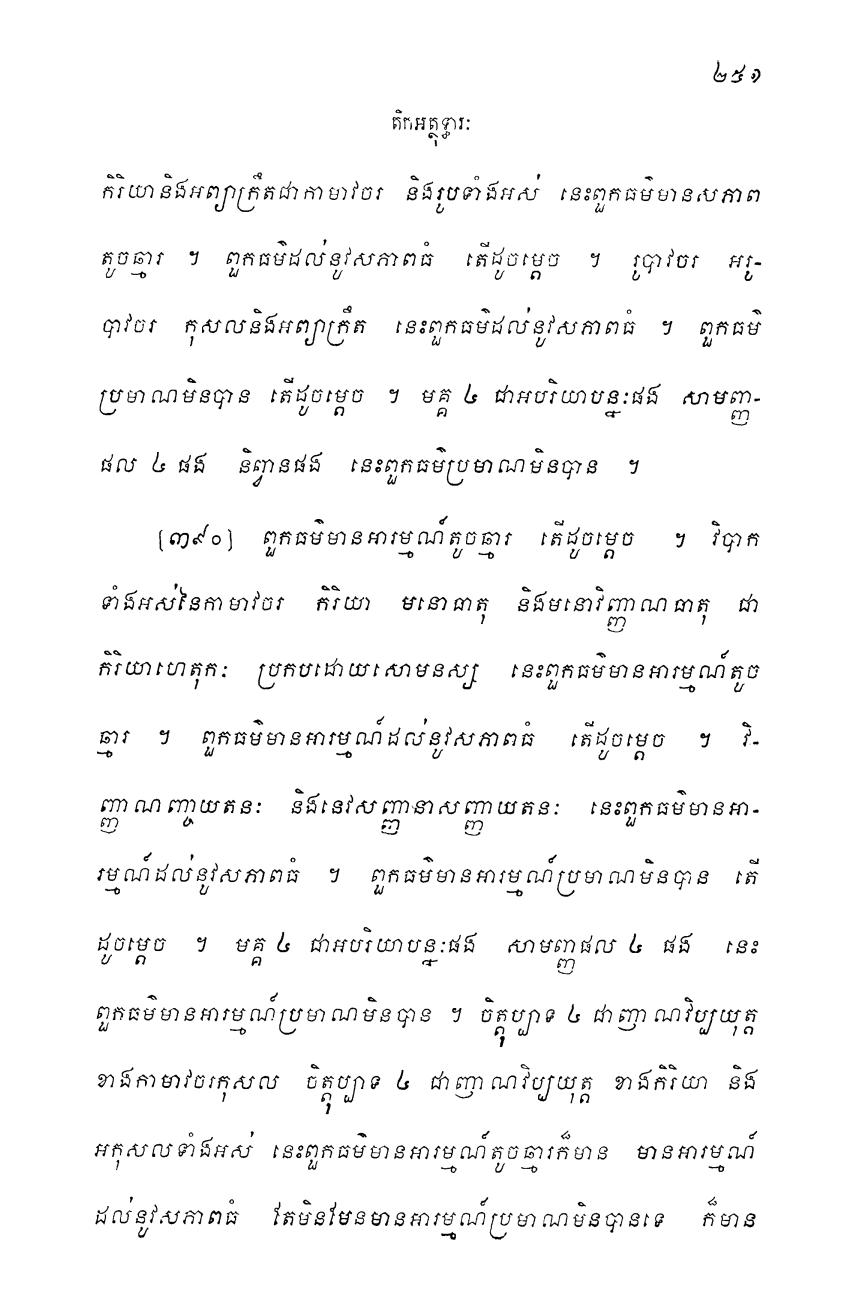 ២៥១
តិកអត្ថុទ្ធារៈ
កិរិយានិងអព្យាក្រឹតជាកាមាវចរ និងរូបទាំងអស់ នេះពួកធម៌មានសភាព
តូចឆ្មារ ។ ពួកធម៌ដល់នូវសភាពធំ តើដូចម្ដេច ។ រូបាវចរ អរូ-
បាវចរ កុសលនិងអព្យាក្រឹត នេះពួកធម៌ដល់នូវសភាពធំ ។ ពួកធម៌
ប្រមាណមិនបាន តើដូចម្ដេច ។ មគ្គ ៤ ជាអបរិយាបន្នៈផង សាមញ្ញ-
ផល ៤ ផង និព្វានផង នេះពួកធម៌ប្រមាណមិនបាន ។
[៣៩០] ពួកធម៌មានអារម្មណ៍តូចឆ្មារ តើដូចម្ដេច ។ វិបាក
ទាំងអស់នៃកាមាវចរ កិរិយា មនោធាតុ និងមនោវិញ្ញាណធាតុ ជា
កិរិយាហេតុកៈ ប្រកបដោយសោមនស្ស នេះពួកធម៌មានអារម្មណ៍តូច
ឆ្មារ ។ ពួកធម៌មានអារម្មណ៍ដល់នូវសភាពធំ តើដូចម្ដេច ។ វិ-
ញ្ញាណញ្ចាយតនៈ និងនេវសញ្ញានាសញ្ញាយតនៈ នេះពួកធម៌មានអា-
រម្មណ៍ដល់នូវសភាពធំ ។ ពួកធម៌មានអារម្មណ៍ប្រមាណមិនបាន តើ
ដូចម្ដេច ។ មគ្គ ៤ ជាអបរិយាបន្នៈផង សាមញ្ញផល ៤ ផង នេះ
ពួកធម៌មានអារម្មណ៍ប្រមាណមិនបាន ។ ចិត្តុប្បាទ ៤ ជាញាណវិប្បយុត្ត
ខាងកាមាវចរកុសល ចិត្តុប្បាទ ៤ ជាញាណវិប្បយុត្ត ខាងកិរិយា និង
អកុសលទាំងអស់ នេះពួកធម៌មានអារម្មណ៍តូចឆ្មារក៏មាន មានអារម្មណ៍
ដល់នូវសភាពធំ តែមិនមែនមានអារម្មណ៍ប្រមាណមិនបានទេ ក៏មាន